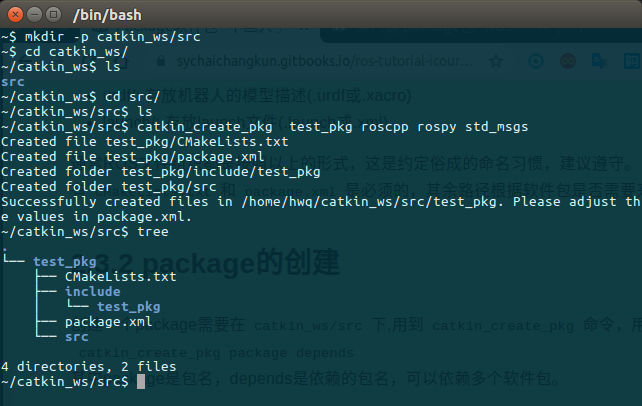 /bin/bash
~$ mkdir -p catkin_ws/src
~$ cd catkin_ws/
~/catkin_ws$ ls
src
~/catkin_ws$ cd src/
~/catkin_ws/src$ ls
~/catkin_ws/src$ catkin_create_pkg  test_pkg roscpp rospy std_msgs
Created file test_pkg/CMakeLists.txt
Created file test_pkg/package.xml
Created folder test_pkg/include/test_pkg
Created folder test_pkg/src
Successfully created files in /home/hwq/catkin_ws/src/test_pkg. Please adjust th
e values in package.xml.
~/catkin_ws/src$ tree
.
└── test_pkg
    ├── CMakeLists.txt
    ├── include
    │   └── test_pkg
    ├── package.xml
    └── src

4 directories, 2 files
~/catkin_ws/src$
sychaichangkun.gitbooks.io/ros-tutorial-icour
放机器人的模型描述(.urdf或.xacro)
以上的形式，这是约定俗成的命名习惯，建议遵守。
和 package.xml 是必须的，其余路径根据软件包是否需要
3.2 package的创建
package需要在 catkin_ws/src 下,用到 catkin_create_pkg 命令，用
catkin_create_pkg package depends
package是包名，depends是依赖的包名，可以依赖多个软件包。